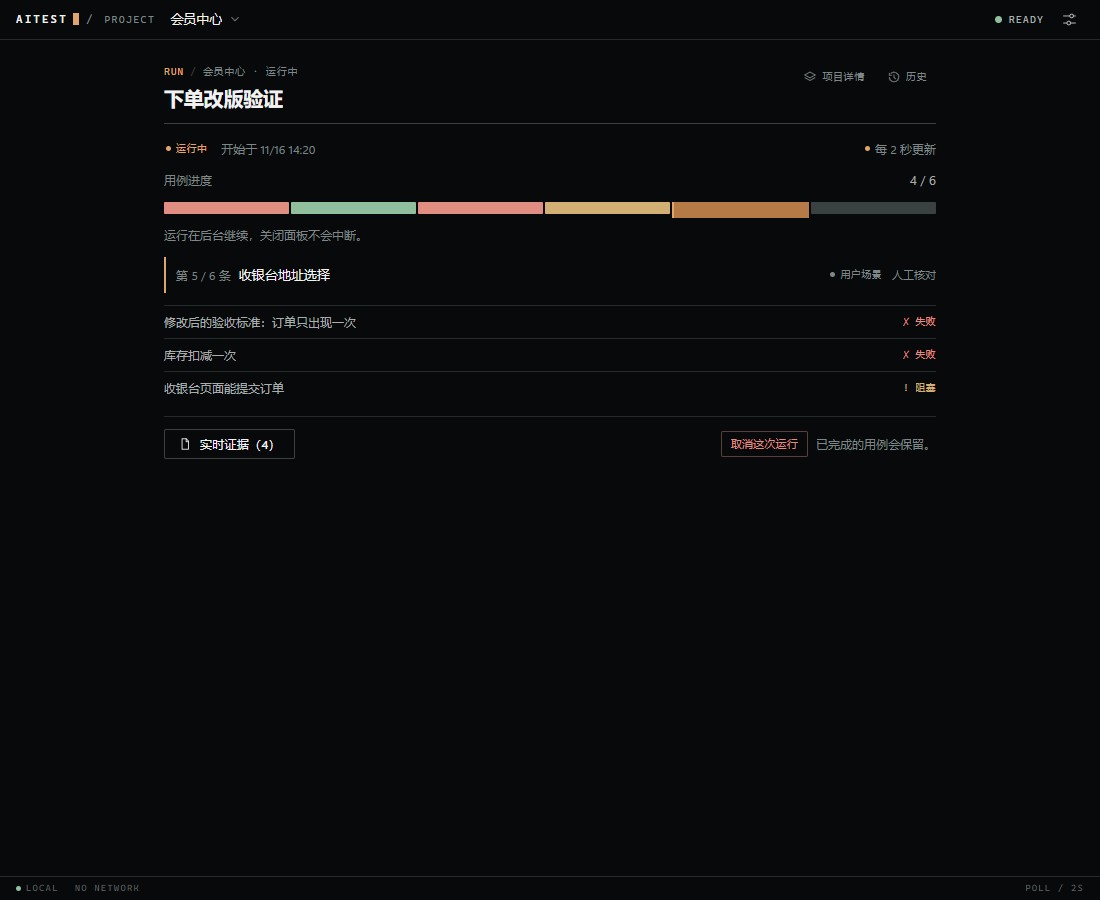 AITEST / PROJECT 会员中心 READY
RUN / 会员中心 · 运行中
项目详情 历史
下单改版验证
运行中 开始于 11/16 14:20 每 2 秒更新
用例进度 4 / 6
运行在后台继续，关闭面板不会中断。
第 5 / 6 条 收银台地址选择 用户场景 人工核对
修改后的验收标准：订单只出现一次 ✗ 失败
库存扣减一次 ✗ 失败
收银台页面能提交订单 ! 阻塞
实时证据（4） 取消这次运行 已完成的用例会保留。
LOCAL NO NETWORK POLL / 2S